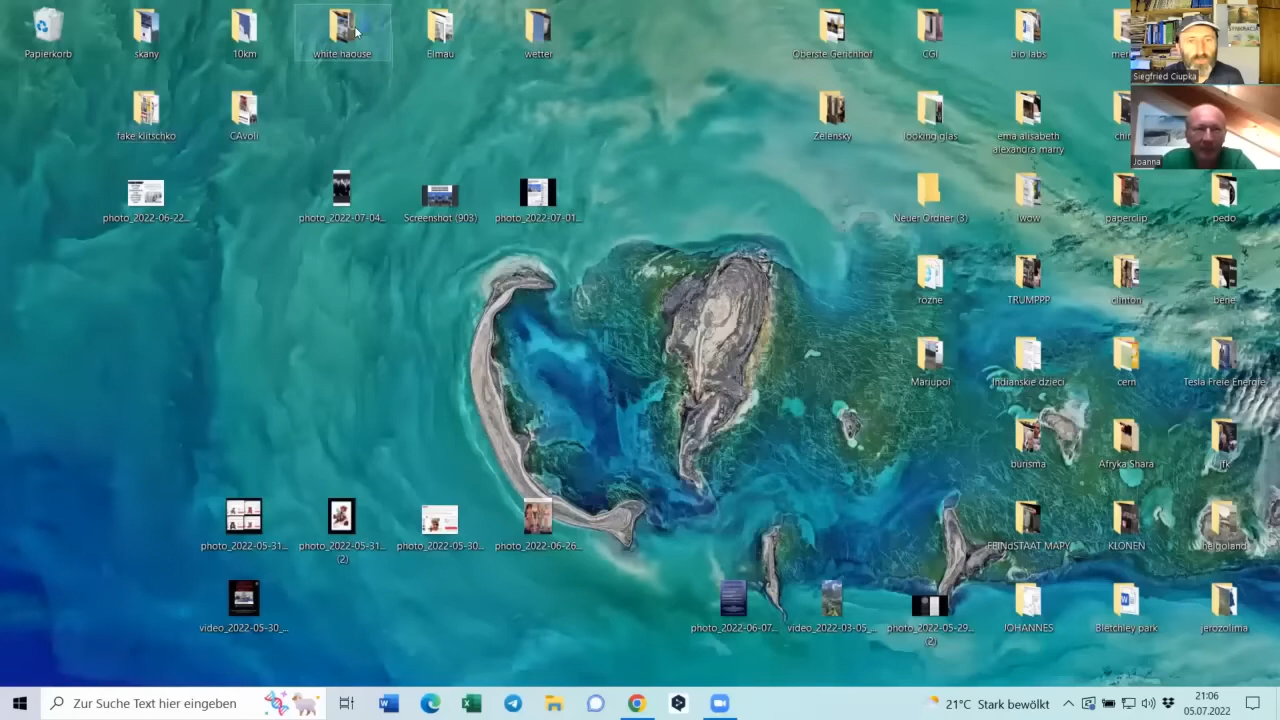 Papierkorb
skany
10km
white haouse
Elmau
wetter
Oberste Gerichhof
CGI
bio labs
Siegfried Ciupka
fake klitschko
CAvoli
Zelensky
looking glas
ema alisabeth
alexandra marry
Joanna
photo_2022-06-22...
photo_2022-07-04...
Screenshot (903)
photo_2022-07-01...
Neuer Ordner (3)
wow
paperclip
pedo
rozne
TRUMPPP
clinton
bene
Mariupol
Indianskie dzieci
cern
Tesla Freie Energie
burisma
Afryka Shara
jfk
photo_2022-05-31...
photo_2022-05-31...
(2)
photo_2022-05-30...
photo_2022-06-26...
FEINdSTAAT MAPY
KLONEN
helgoland
video_2022-05-30_...
photo_2022-06-07...
video_2022-03-05_...
photo_2022-05-29...
(2)
JOHANNES
Bletchley park
jerozolima
Zur Suche Text hier eingeben
21°C Stark bewölkt
21:06
05.07.2022